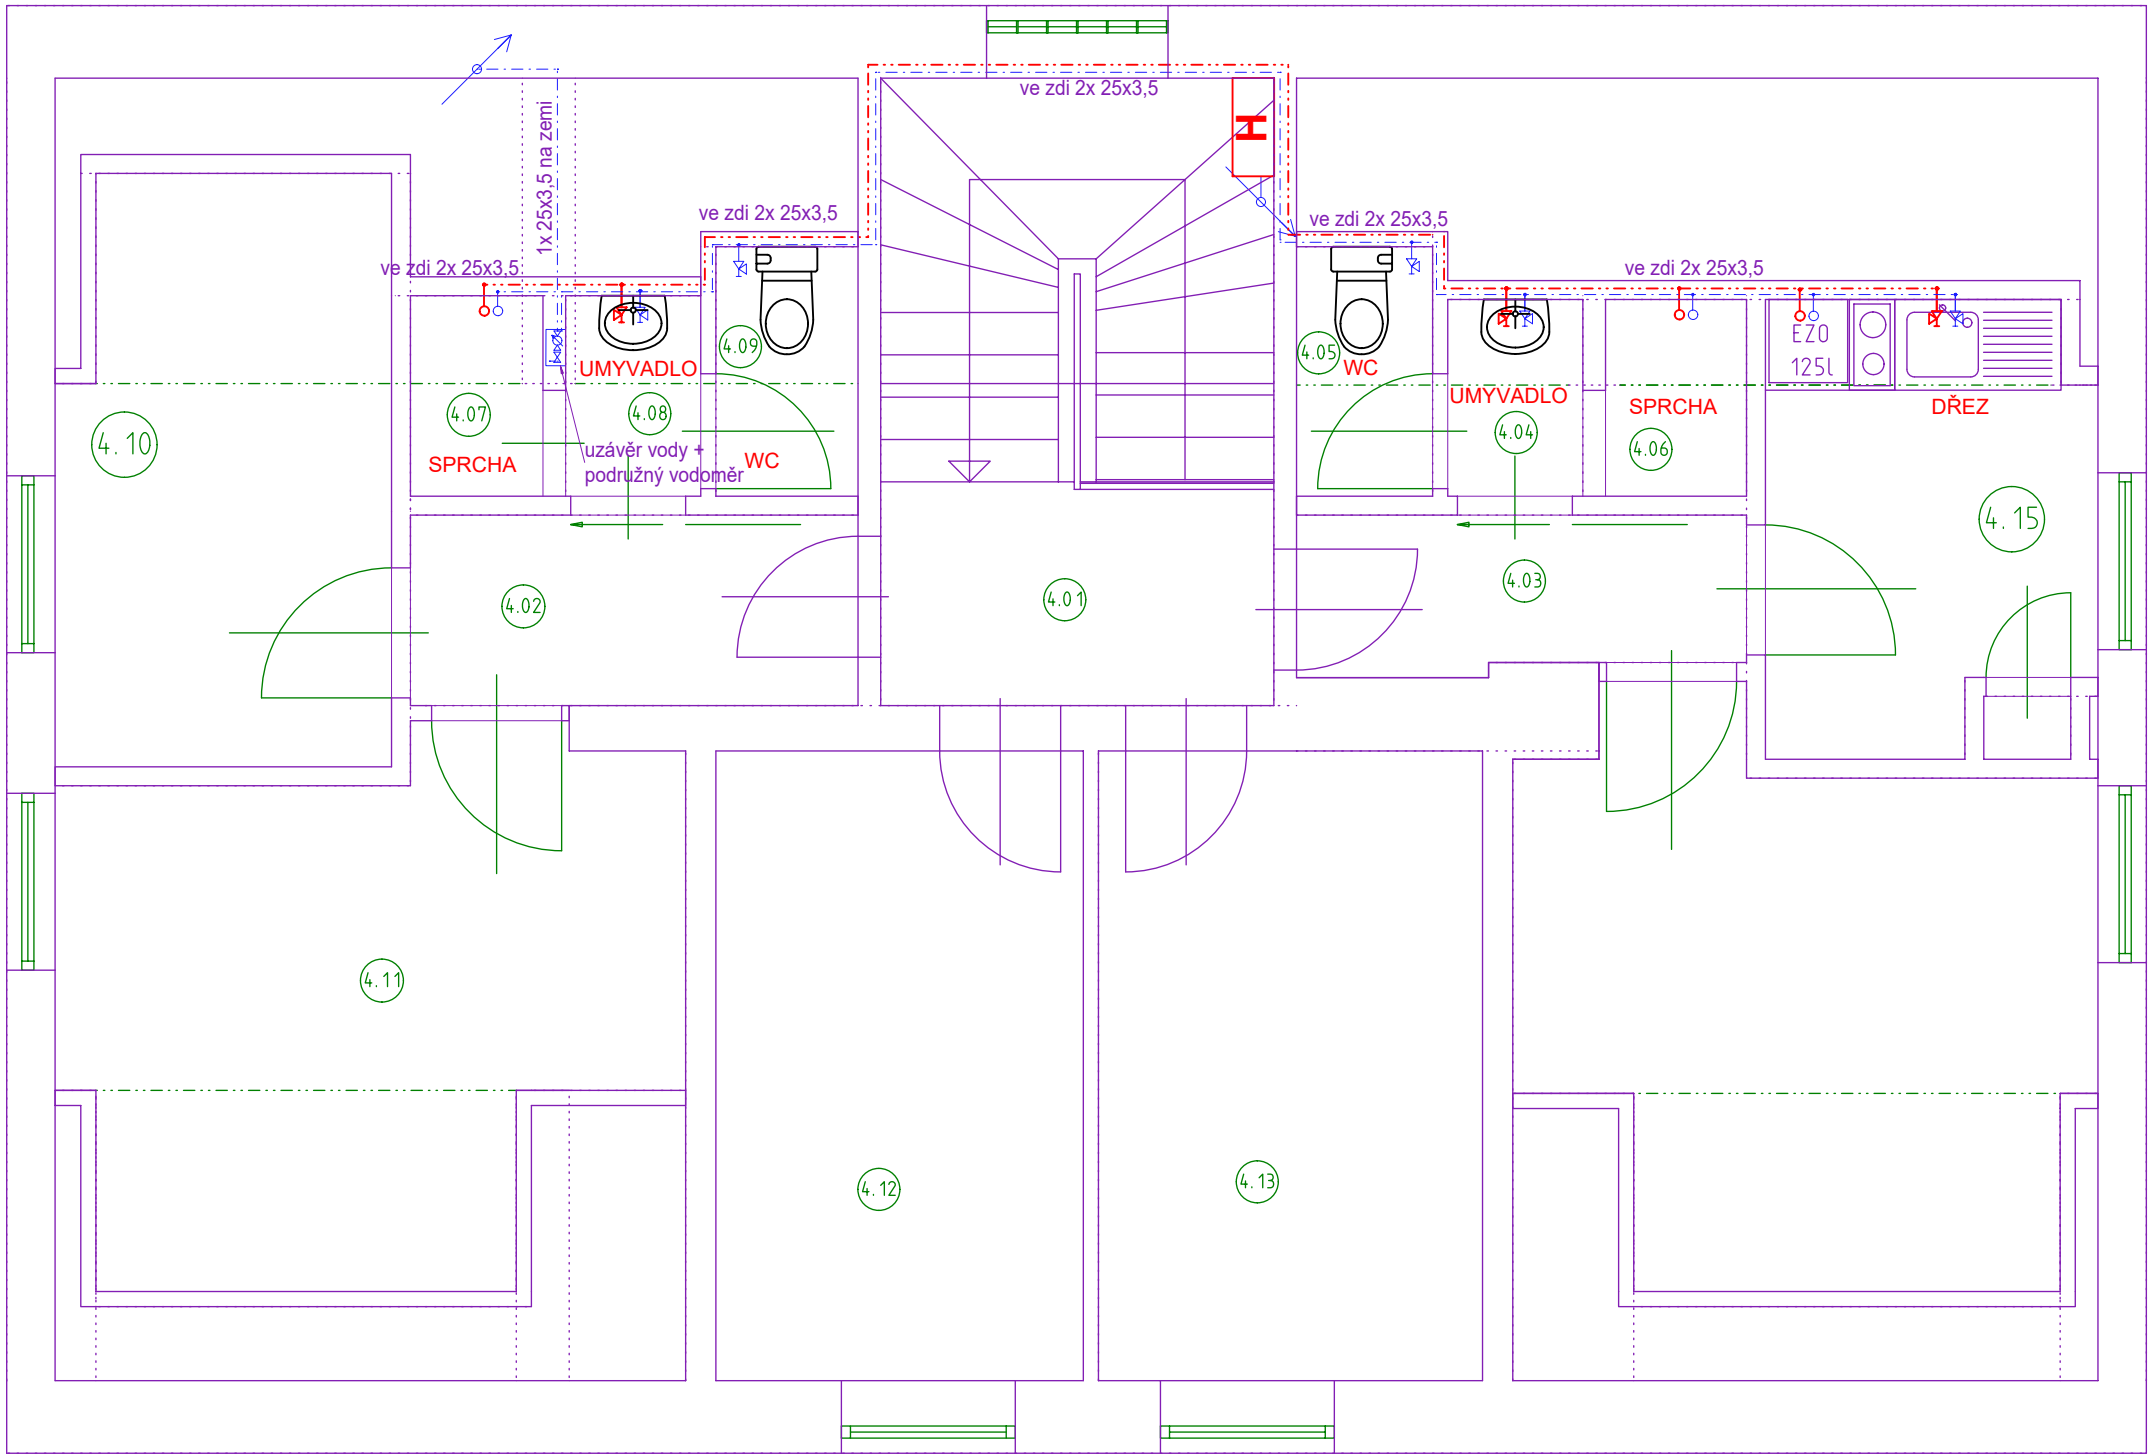 ve zdi 2x 25x3,5
H
1x 25x3,5 na zemi
ve zdi 2x 25x3,5
ve zdi 2x 25x3,5
ve zdi 2x 25x3,5
ve zdi 2x 25x3,5
EZO
125l
4.09
4.05
UMYVADLO
WC
UMYVADLO
SPRCHA
DŘEZ
4.07
4.08
4.04
4.10
4.06
uzávěr vody +
podružný vodoměr
SPRCHA
WC
4.15
4.02
4.01
4.03
4.11
4.12
4.13